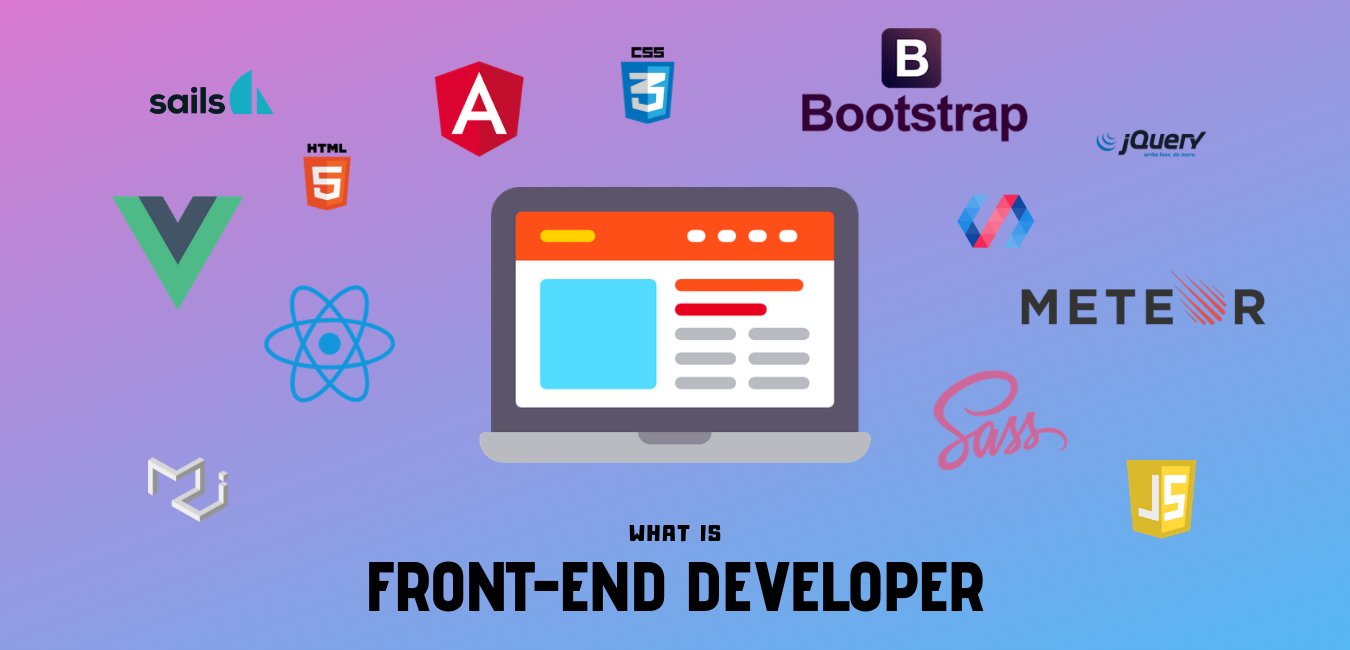 CSS
3
B
Bootstrap
sails
A
jQuery
write less, do more.
HTML
5
METEOR
Sass
JS
WHAT IS
FRONT-END DEVELOPER